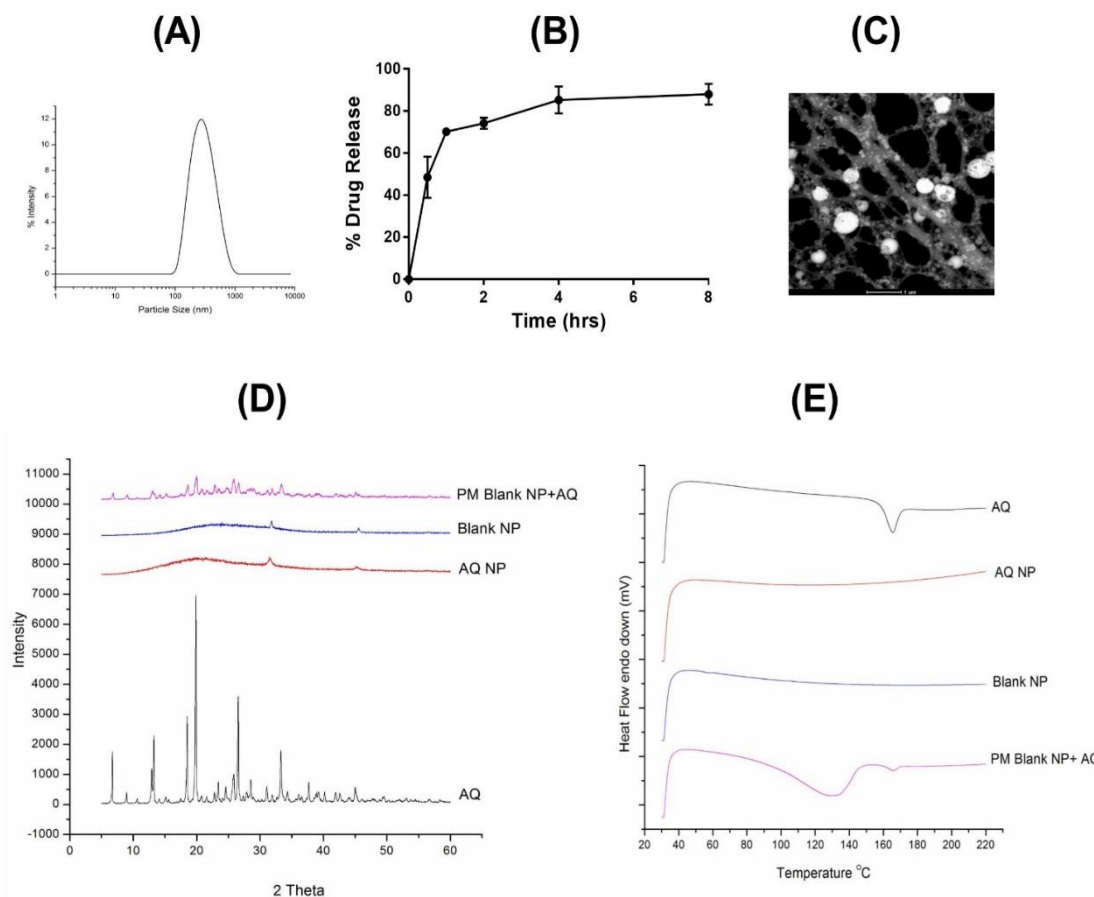 (A)
(B)
(C)
12
10
8
6
4
2
0
% Intensity
1
10
100
1000
10000
Particle Size (nm)
100
80
60
40
20
0
% Drug Release
0
2
4
6
8
Time (hrs)
1 um
(D)
(E)
11000
10000
9000
8000
7000
6000
5000
4000
3000
2000
1000
0
-1000
Intensity
PM Blank NP+AQ
Blank NP
AQ NP
AQ
0
10
20
30
40
50
60
2 Theta
Heat Flow endo down (mV)
AQ
AQ NP
Blank NP
PM Blank NP+ AQ
20
40
60
80
100
120
140
160
180
200
220
Temperature °C